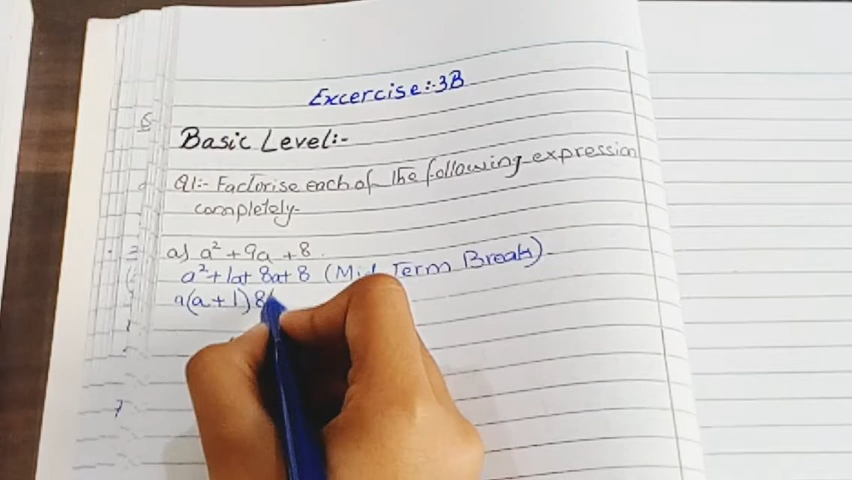 Excercise:-3B
Basic Level:-
Q1:- Factorise each of the following expression
completely.
a) a² + 9a + 8.
a² + 1a + 8a + 8 (Mid Term Break)
a(a + 1) 8(